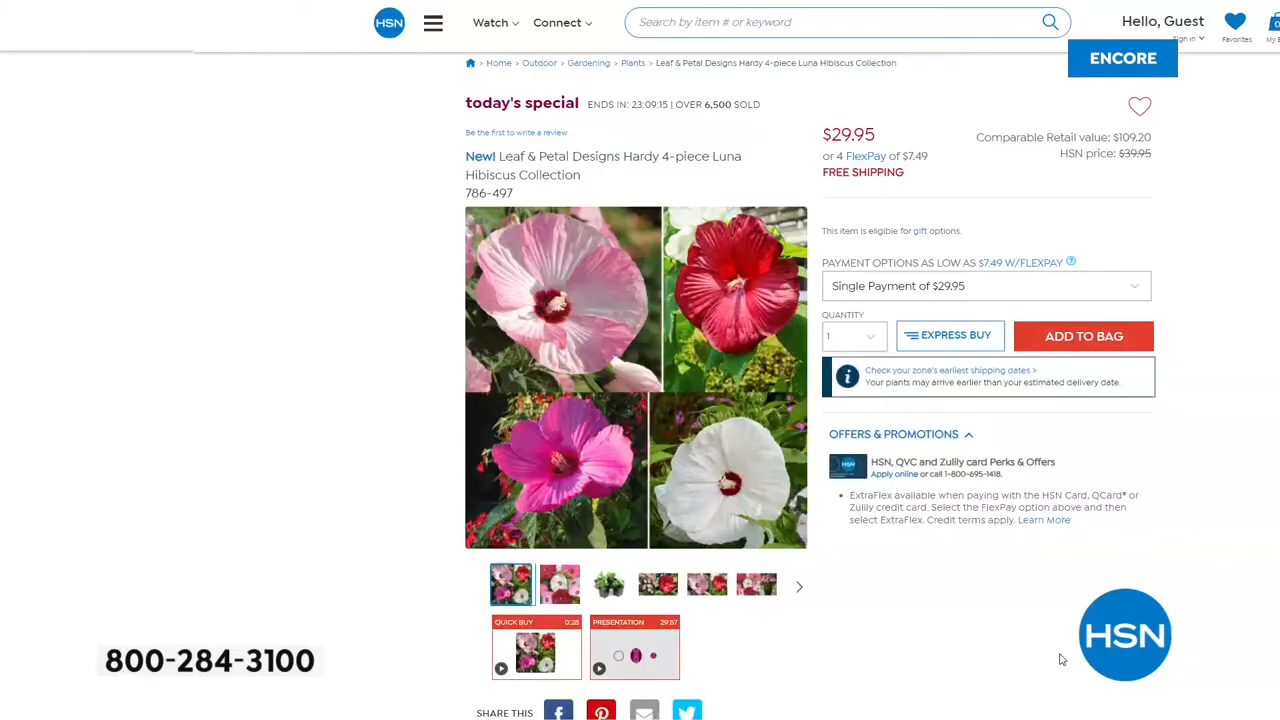 HSN
Watch
Connect
Search by item # or keyword
Hello, Guest
Sign In
Favorites
0
ENCORE
> Home > Outdoor > Gardening > Plants > Leaf & Petal Designs Hardy 4-piece Luna Hibiscus Collection
today's special ENDS IN: 23:09:15 | OVER 6,500 SOLD
Be the first to write a review
New! Leaf & Petal Designs Hardy 4-piece Luna
Hibiscus Collection
786-497
$29.95
or 4 FlexPay of $7.49
FREE SHIPPING
Comparable Retail value: $109.20
HSN price: $39.95
This item is eligible for gift options.
PAYMENT OPTIONS AS LOW AS $7.49 W/FLEXPAY ?
Single Payment of $29.95
QUANTITY
1
EXPRESS BUY
ADD TO BAG
i
Check your zone's earliest shipping dates >
Your plants may arrive earlier than your estimated delivery date.
OFFERS & PROMOTIONS
HSN
HSN, QVC and Zulily card Perks & Offers
Apply online or call 1-800-695-1418.
• ExtraFlex available when paying with the HSN Card, QCard® or
Zulily credit card. Select the FlexPay option above and then
select ExtraFlex. Credit terms apply. Learn More
QUICK BUY 0:28
PRESENTATION 29:57
SHARE THIS
800-284-3100
HSN